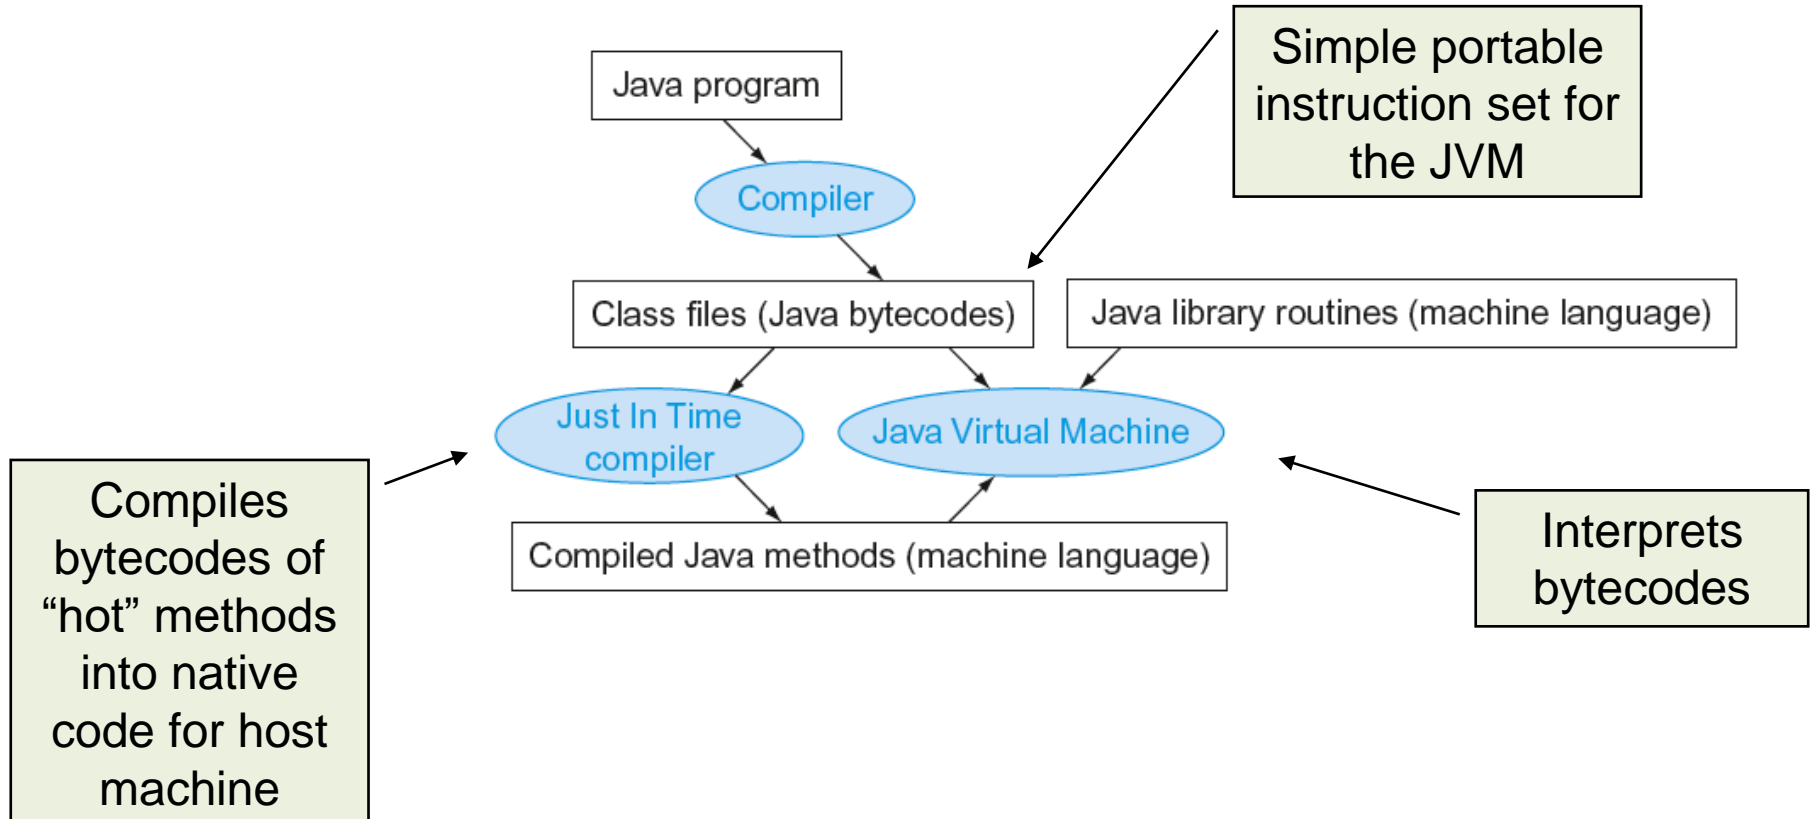 Java program
Simple portable
instruction set for
the JVM
Compiler
Class files (Java bytecodes)
Java library routines (machine language)
Just In Time
compiler
Java Virtual Machine
Compiles
bytecodes of
“hot” methods
into native
code for host
machine
Compiled Java methods (machine language)
Interprets
bytecodes